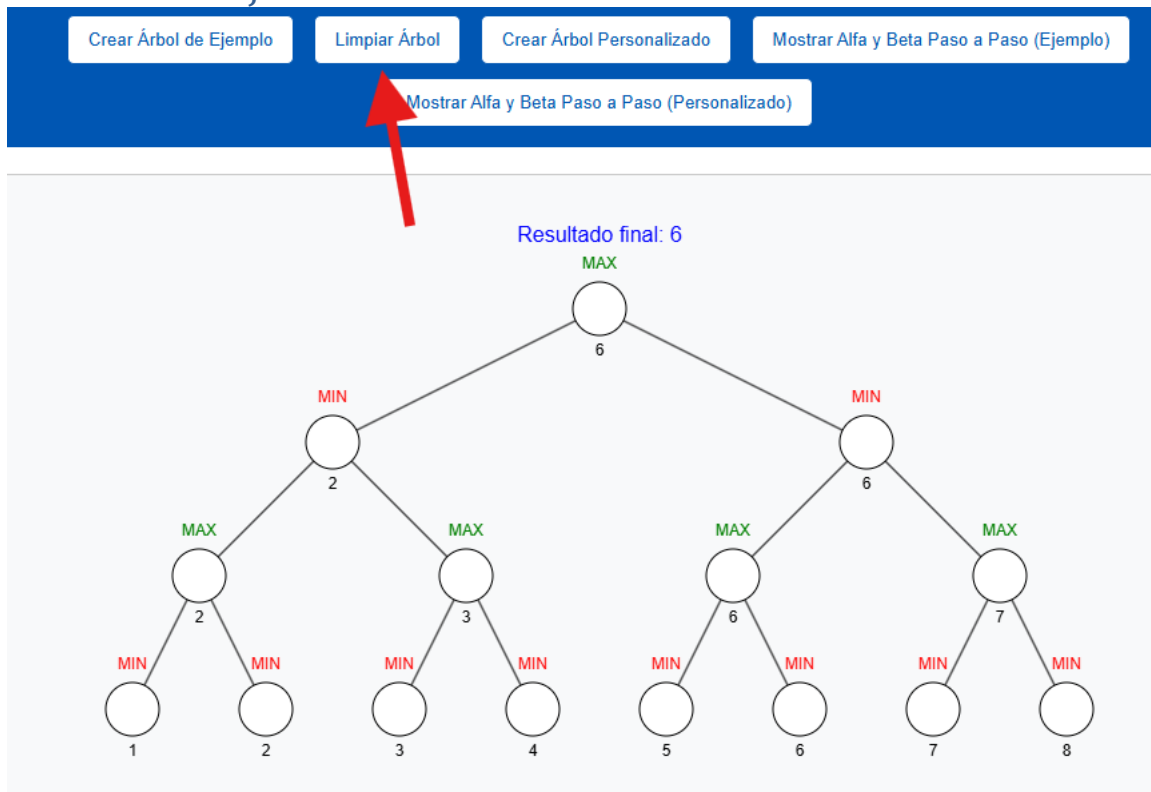 Crear Árbol de Ejemplo Limpiar Árbol Crear Árbol Personalizado Mostrar Alfa y Beta Paso a Paso (Ejemplo)
Mostrar Alfa y Beta Paso a Paso (Personalizado)
Resultado final: 6
MAX
6
MIN MIN
2 6
MAX MAX MAX MAX
2 3 6 7
MIN MIN MIN MIN MIN MIN MIN MIN
1 2 3 4 5 6 7 8